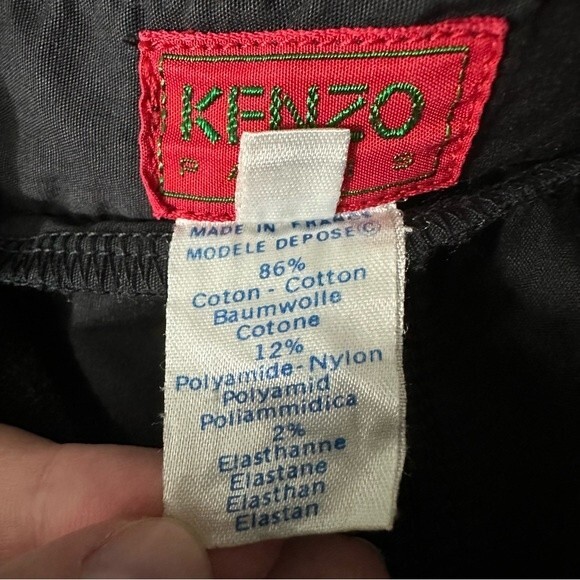 KENZO
MADE IN FRANCE
MODELE DEPOSE(C)
86%
Coton - Cotton
Baumwolle
Cotone
12%
Polyamide - Nylon
Polyamid
Poliammidica
2%
Elasthanne
Elastane
Elasthan
Elastan